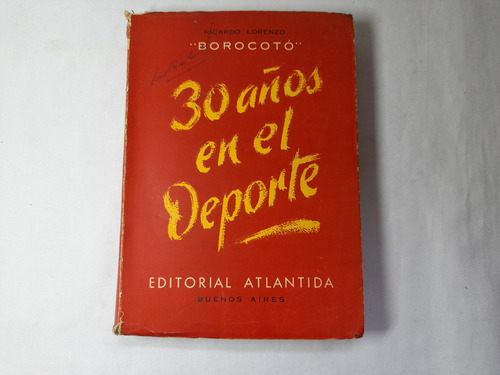 RICARDO LORENZO
"BOROCOTÓ"
30 años
en el
Deporte
EDITORIAL ATLANTIDA
BUENOS AIRES